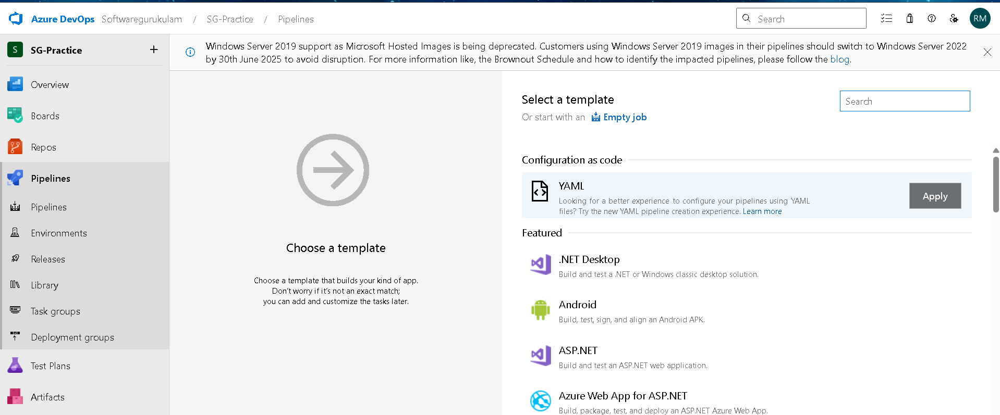 Azure DevOps Softwaregurukulam / SG-Practice / Pipelines
Search
RM
S SG-Practice +
Overview
Boards
Repos
Pipelines
Pipelines
Environments
Releases
Library
Task groups
Deployment groups
Test Plans
Artifacts
Windows Server 2019 support as Microsoft Hosted Images is being deprecated. Customers using Windows Server 2019 images in their pipelines should switch to Windows Server 2022
by 30th June 2025 to avoid disruption. For more information like, the Brownout Schedule and how to identify the impacted pipelines, please follow the blog.
Choose a template
Choose a template that builds your kind of app.
Don't worry if it's not an exact match;
you can add and customize the tasks later.
Select a template
Search
Or start with an Empty job
Configuration as code
YAML
Looking for a better experience to configure your pipelines using YAML
files? Try the new YAML pipeline creation experience. Learn more
Apply
Featured
.NET Desktop
Build and test a .NET or Windows classic desktop solution.
Android
Build, test, sign, and align an Android APK.
ASP.NET
Build and test an ASP.NET web application.
Azure Web App for ASP.NET
Build, package, test, and deploy an ASP.NET Azure Web App.